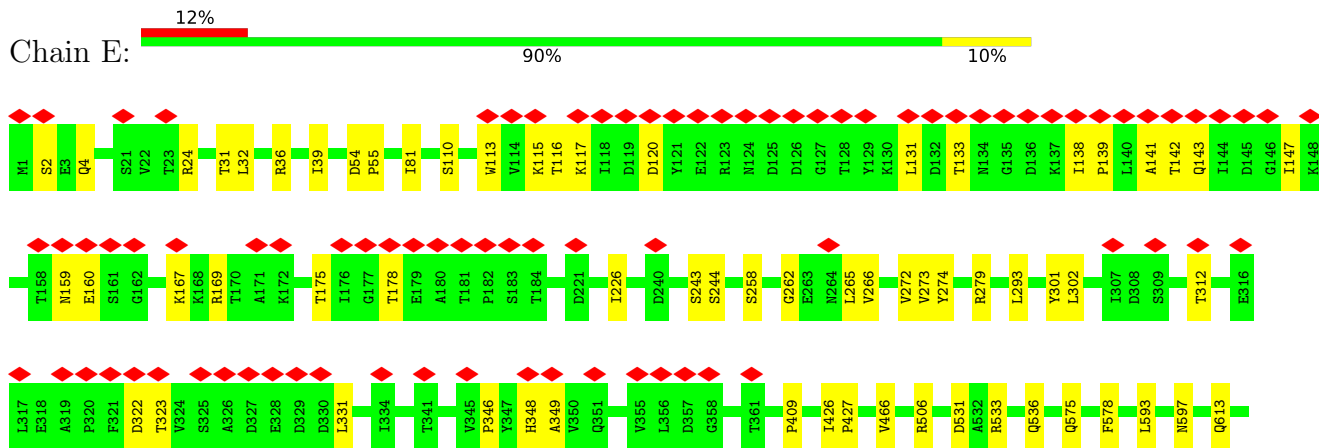 12%
Chain E:
90% 10%
M1 S2 E3 Q4 S21 V22 T23 R24 T31 L32 R36 I39 D54 P55 I81 S110 W113 V114 K115 T116 K117 I118 D119 D120 Y121 E122 R123 N124 D125 D126 G127 T128 Y129 K130 L131 D132 T133 N134 G135 D136 K137 I138 P139 L140 A141 T142 Q143 I144 D145 G146 I147 K148
T158 N159 E160 S161 G162 K167 K168 R169 T170 A171 K172 T175 I176 G177 T178 E179 A180 T181 P182 S183 T184 D221 I226 D240 S243 S244 S258 G262 E263 N264 L265 V266 V272 V273 Y274 R279 L293 Y301 L302 I307 D308 S309 T312 E316
L317 E318 A319 P320 F321 D322 T323 V324 S325 A326 D327 E328 D329 D330 L331 I334 T341 V345 P346 Y347 H348 A349 V350 Q351 V355 L356 D357 G358 T361 P409 I426 P427 V466 R506 D531 A532 R533 Q536 Q575 F578 L593 N597 Q613